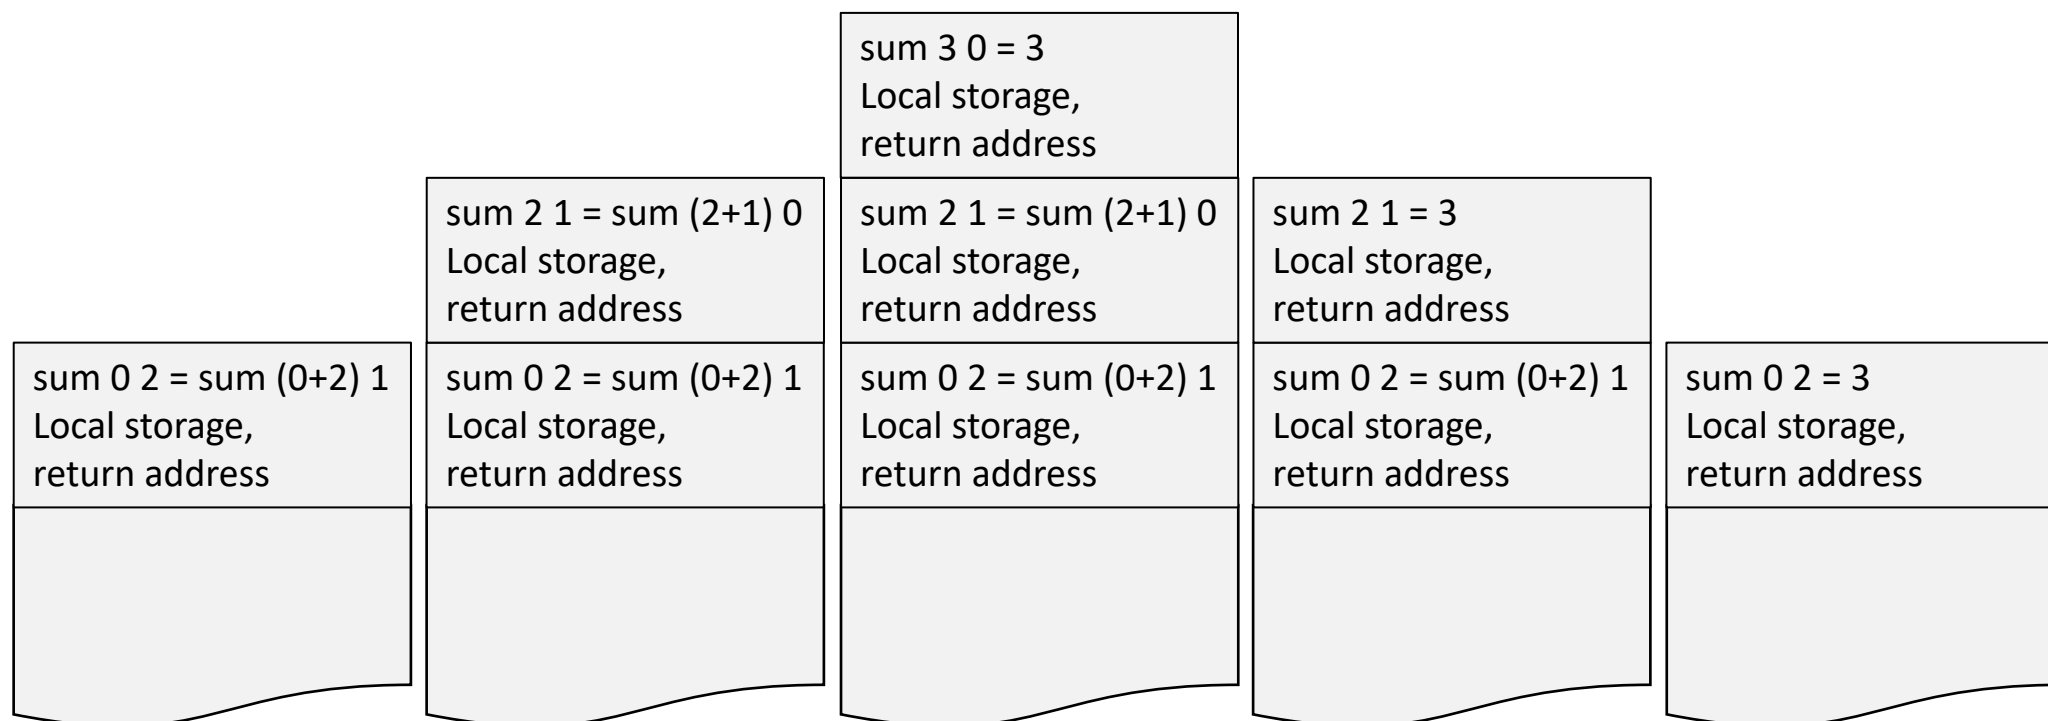 sum 0 2 = sum (0+2) 1
Local storage,
return address
sum 2 1 = sum (2+1) 0
Local storage,
return address
sum 0 2 = sum (0+2) 1
Local storage,
return address
sum 3 0 = 3
Local storage,
return address
sum 2 1 = sum (2+1) 0
Local storage,
return address
sum 0 2 = sum (0+2) 1
Local storage,
return address
sum 2 1 = 3
Local storage,
return address
sum 0 2 = sum (0+2) 1
Local storage,
return address
sum 0 2 = 3
Local storage,
return address